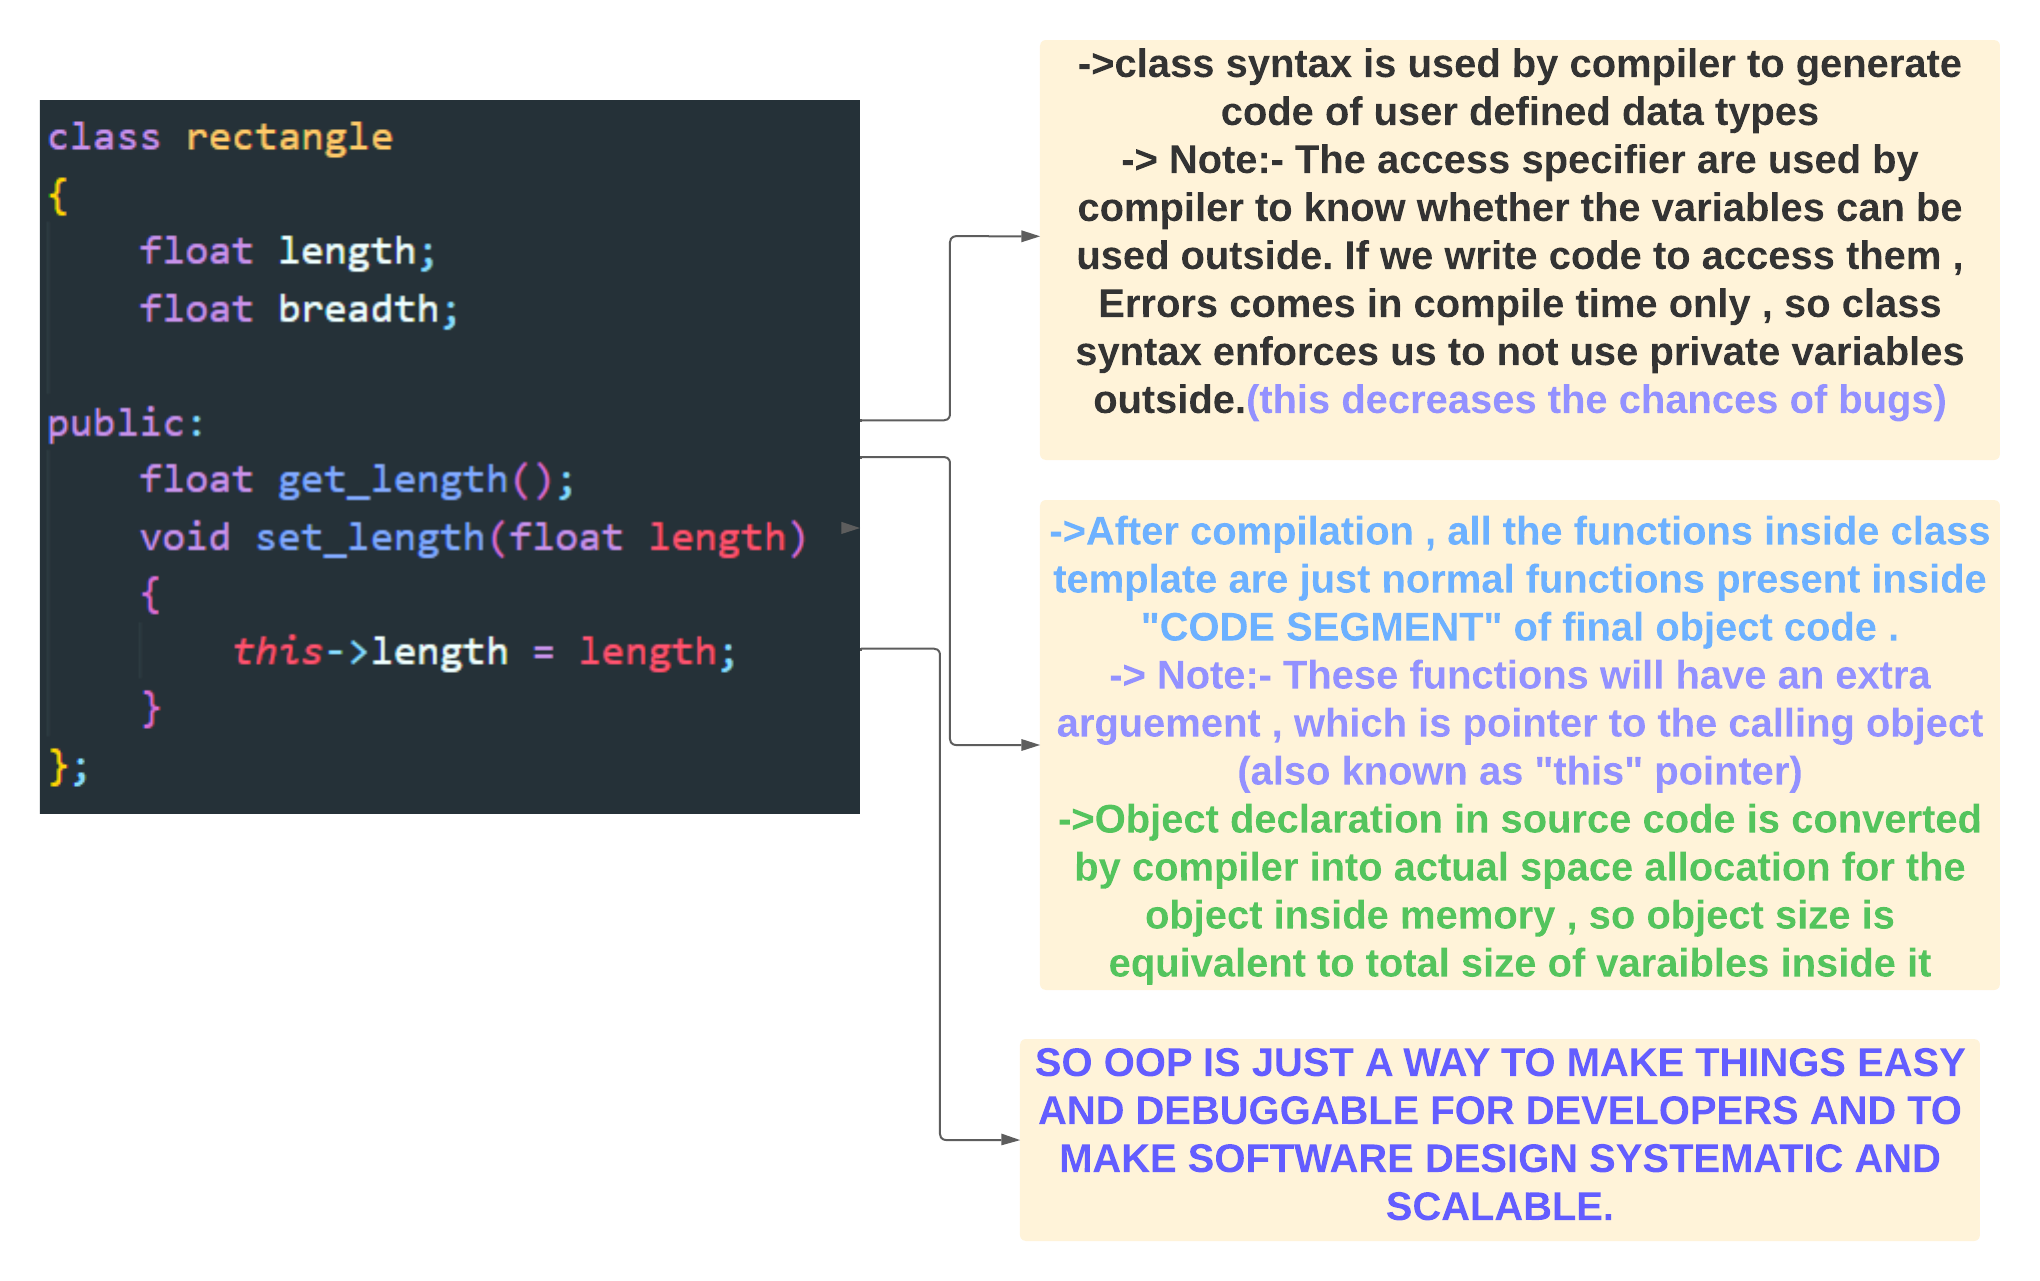 class rectangle
{
    float length;
    float breadth;

public:
    float get_length();
    void set_length(float length)
    {
        this->length = length;
    }
};
->class syntax is used by compiler to generate
code of user defined data types
-> Note:- The access specifier are used by
compiler to know whether the variables can be
used outside. If we write code to access them ,
Errors comes in compile time only , so class
syntax enforces us to not use private variables
outside.(this decreases the chances of bugs)
->After compilation , all the functions inside class
template are just normal functions present inside
"CODE SEGMENT" of final object code .
-> Note:- These functions will have an extra
arguement , which is pointer to the calling object
(also known as "this" pointer)
->Object declaration in source code is converted
by compiler into actual space allocation for the
object inside memory , so object size is
equivalent to total size of varaibles inside it
SO OOP IS JUST A WAY TO MAKE THINGS EASY
AND DEBUGGABLE FOR DEVELOPERS AND TO
MAKE SOFTWARE DESIGN SYSTEMATIC AND
SCALABLE.